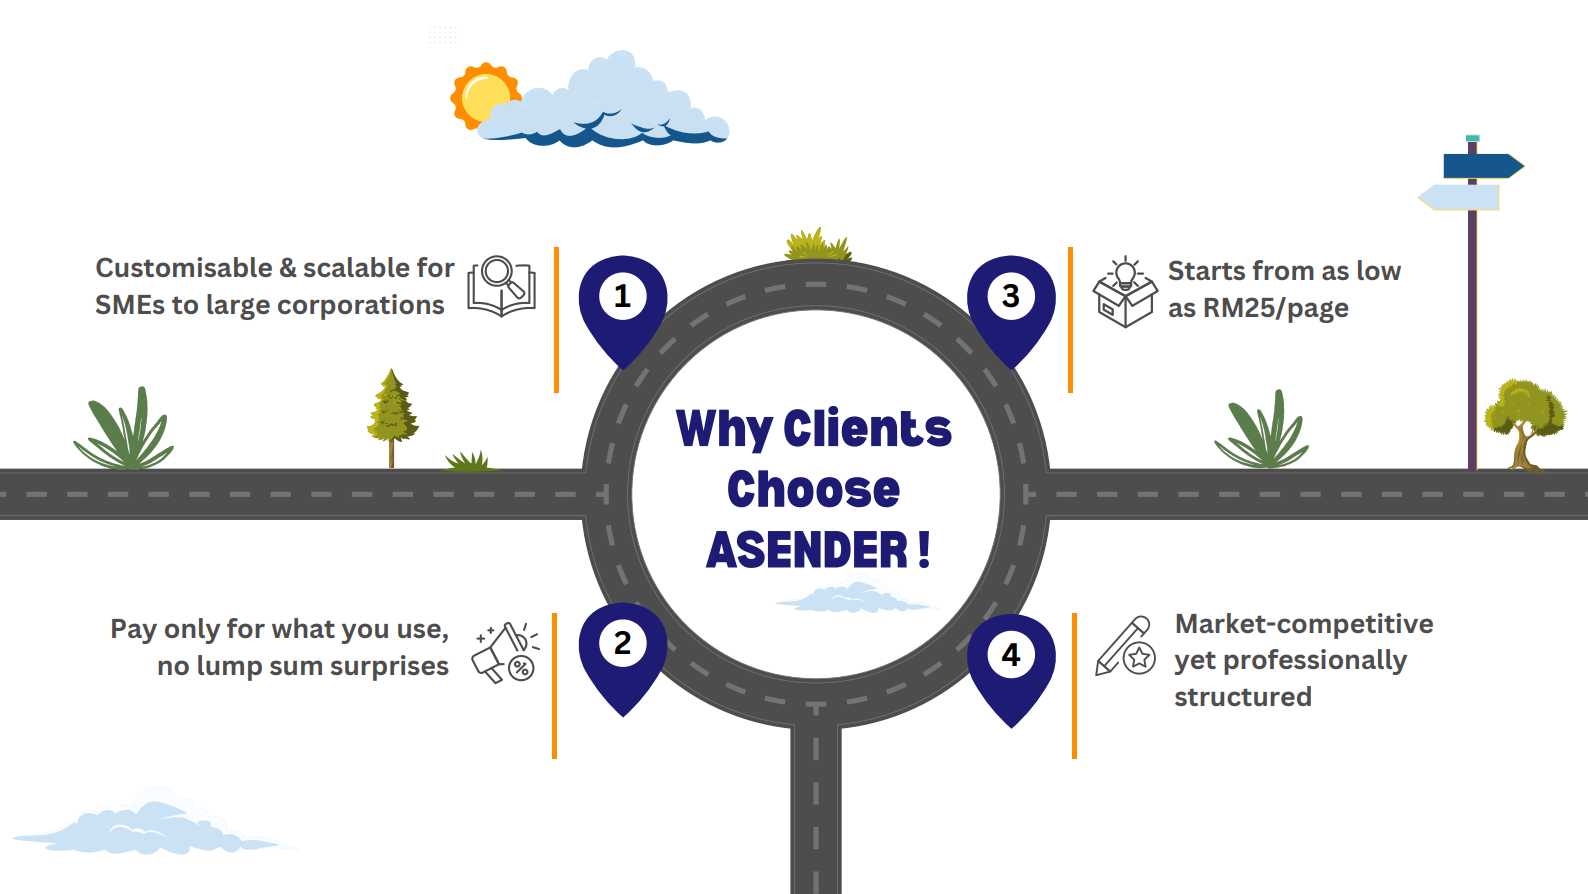 Why Clients
Choose
ASENDER !
1
Customisable & scalable for
SMEs to large corporations
2
Pay only for what you use,
no lump sum surprises
%
3
Starts from as low
as RM25/page
4
Market-competitive
yet professionally
structured